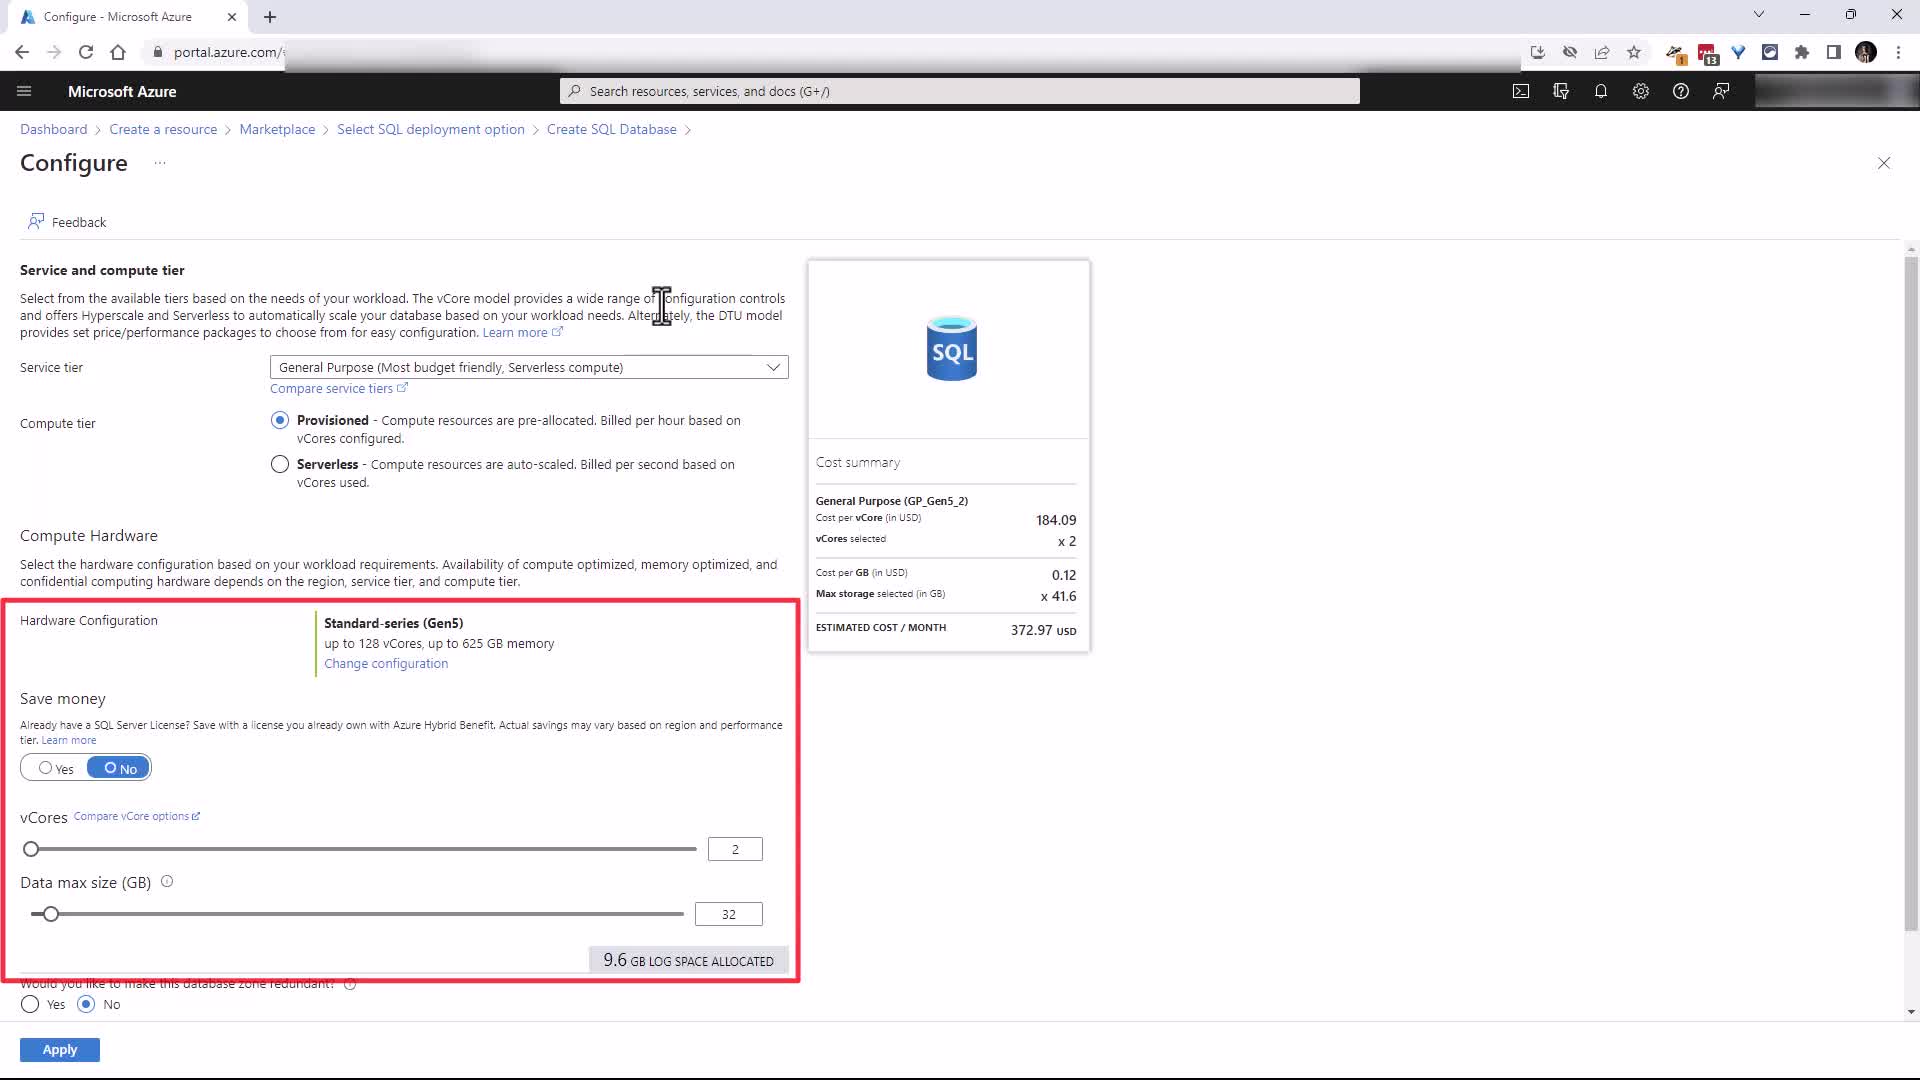 Configure - Microsoft Azure
portal.azure.com/
1
13
Microsoft Azure
Search resources, services, and docs (G+/)
Dashboard > Create a resource > Marketplace > Select SQL deployment option > Create SQL Database >
Configure ...
Feedback
Service and compute tier
Select from the available tiers based on the needs of your workload. The vCore model provides a wide range of configuration controls
and offers Hyperscale and Serverless to automatically scale your database based on your workload needs. Alternately, the DTU model
provides set price/performance packages to choose from for easy configuration. Learn more
Service tier
General Purpose (Most budget friendly, Serverless compute)
Compare service tiers
Compute tier
Provisioned - Compute resources are pre-allocated. Billed per hour based on
vCores configured.
Serverless - Compute resources are auto-scaled. Billed per second based on
vCores used.
Compute Hardware
Select the hardware configuration based on your workload requirements. Availability of compute optimized, memory optimized, and
confidential computing hardware depends on the region, service tier, and compute tier.
Hardware Configuration
Standard-series (Gen5)
up to 128 vCores, up to 625 GB memory
Change configuration
Save money
Already have a SQL Server License? Save with a license you already own with Azure Hybrid Benefit. Actual savings may vary based on region and performance
tier. Learn more
Yes No
vCores Compare vCore options
2
Data max size (GB)
32
9.6 GB LOG SPACE ALLOCATED
Would you like to make this database zone redundant?
Yes No
Apply
SQL
Cost summary
General Purpose (GP_Gen5_2)
Cost per vCore (in USD) 184.09
vCores selected x 2
Cost per GB (in USD) 0.12
Max storage selected (in GB) x 41.6
ESTIMATED COST / MONTH 372.97 USD